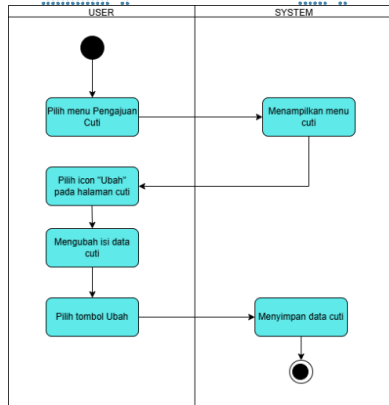 USER
SYSTEM
Pilih menu Pengajuan
Cuti
Menampilkan menu
cuti
Pilih icon "Ubah"
pada halaman cuti
Mengubah isi data
cuti
Pilih tombol Ubah
Menyimpan data cuti